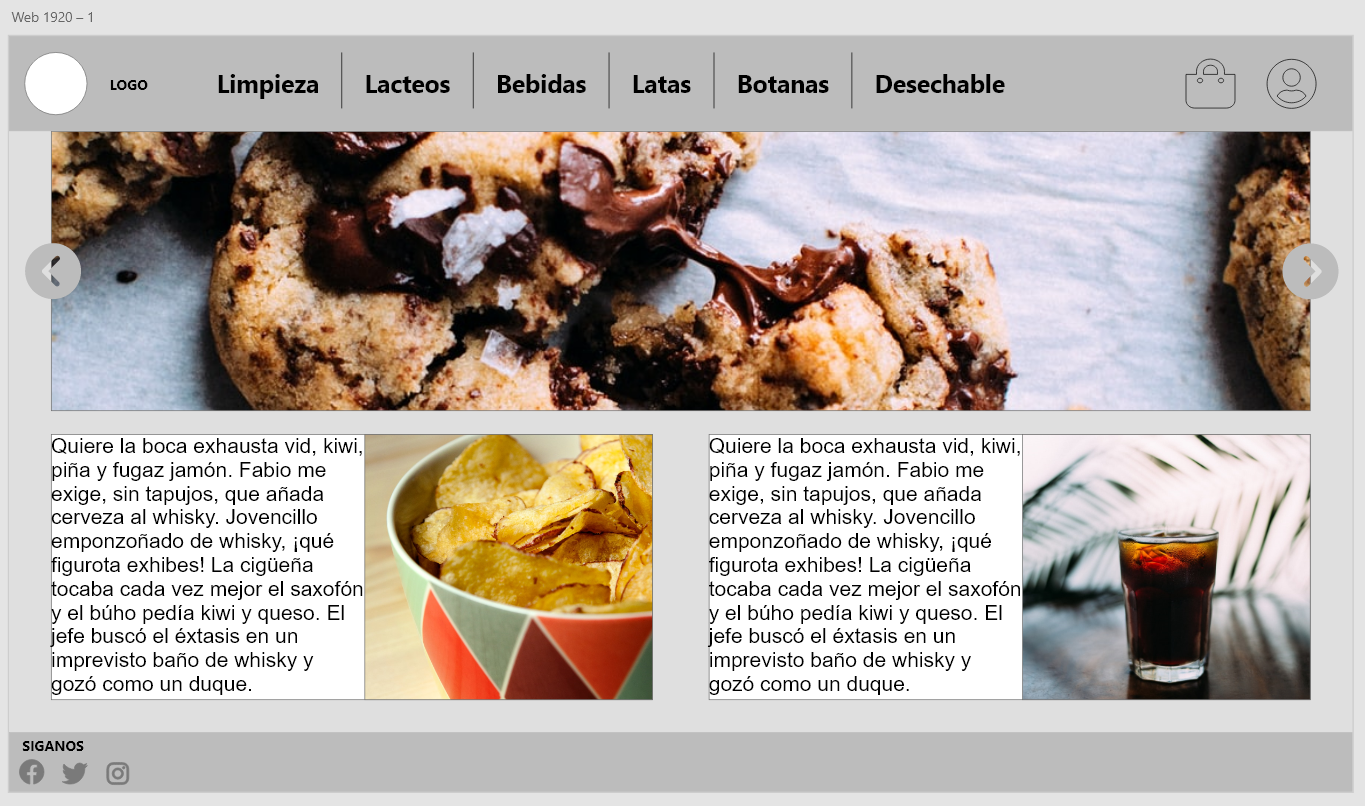 Web 1920 – 1
LOGO
Limpieza
Lacteos
Bebidas
Latas
Botanas
Desechable
Quiere la boca exhausta vid, kiwi,
piña y fugaz jamón. Fabio me
exige, sin tapujos, que añada
cerveza al whisky. Jovencillo
emponzoñado de whisky, ¡qué
figurota exhibes! La cigüeña
tocaba cada vez mejor el saxofón
y el búho pedía kiwi y queso. El
jefe buscó el éxtasis en un
imprevisto baño de whisky y
gozó como un duque.
Quiere la boca exhausta vid, kiwi,
piña y fugaz jamón. Fabio me
exige, sin tapujos, que añada
cerveza al whisky. Jovencillo
emponzoñado de whisky, ¡qué
figurota exhibes! La cigüeña
tocaba cada vez mejor el saxofón
y el búho pedía kiwi y queso. El
jefe buscó el éxtasis en un
imprevisto baño de whisky y
gozó como un duque.
SIGANOS